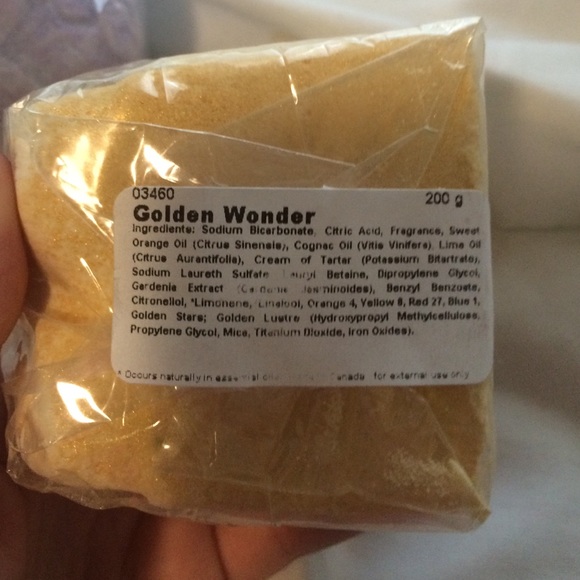 03460 200 g
Golden Wonder
Ingredients: Sodium Bicarbonate, Citric Acid, Fragrance, Sweet
Orange Oil (Citrus Sinensis), Cognac Oil (Vitis Vinifera), Lime Oil
(Citrus Aurantifolia), Cream of Tartar (Potassium Bitartrate),
Sodium Laureth Sulfate, Lauryl Betaine, Dipropylene Glycol,
Gardenia Extract (Gardenia Jasminoides), Benzyl Benzoate,
Citronellol, *Limonene, *Linalool, Orange 4, Yellow 8, Red 27, Blue 1,
Golden Stars; Golden Lustre (Hydroxypropyl Methylcellulose,
Propylene Glycol, Mica, Titanium Dioxide, Iron Oxides).
* Occurs naturally in essential Canada for external use only